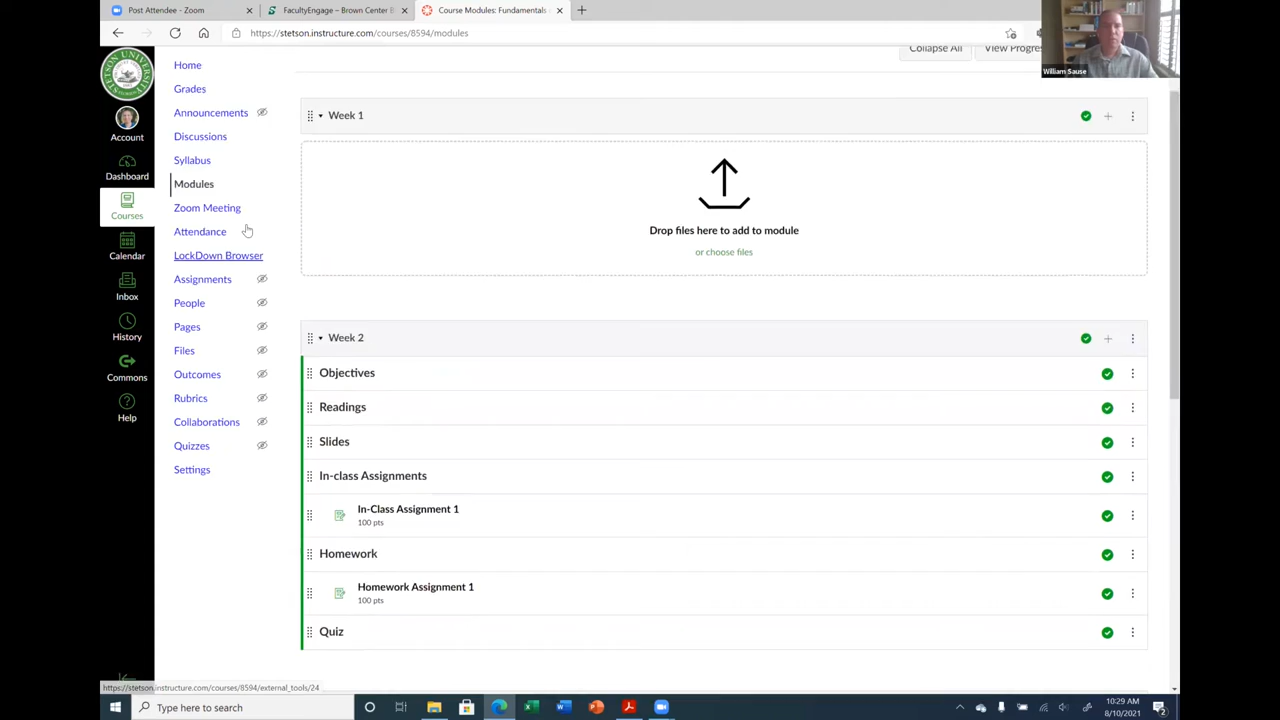 Post Attendee - Zoom
FacultyEngage – Brown Center
Course Modules: Fundamentals
https://stetson.instructure.com/courses/8594/modules
William Sause
STETSON UNIVERSITY
Account
Dashboard
Courses
Calendar
Inbox
History
Commons
Help
Home
Grades
Announcements
Discussions
Syllabus
Modules
Zoom Meeting
Attendance
LockDown Browser
Assignments
People
Pages
Files
Outcomes
Rubrics
Collaborations
Quizzes
Settings
Collapse All
View Progress
Week 1
Drop files here to add to module
or choose files
Week 2
Objectives
Readings
Slides
In-class Assignments
In-Class Assignment 1
100 pts
Homework
Homework Assignment 1
100 pts
Quiz
https://stetson.instructure.com/courses/8594/external_tools/24
Type here to search
10:29 AM
8/10/2021
2